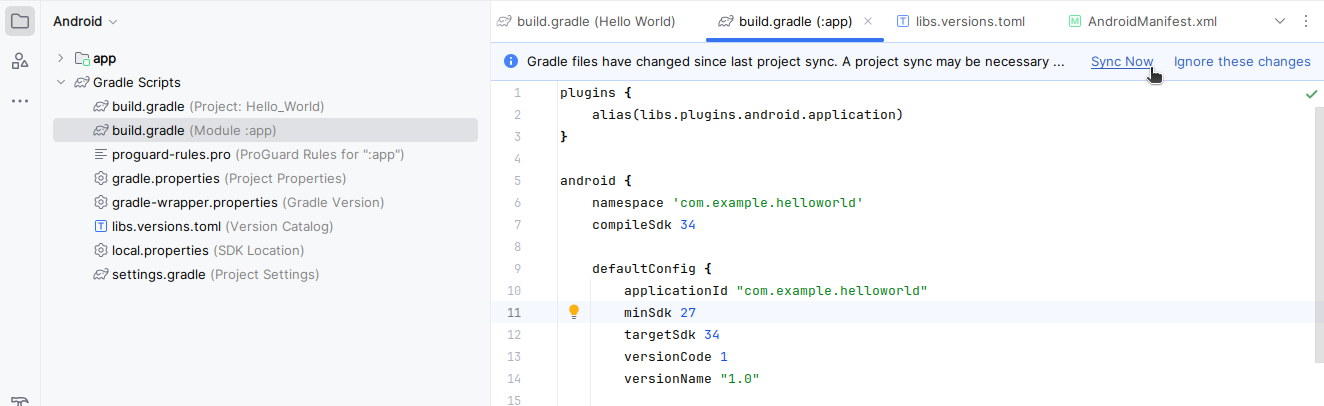 Android
app
Gradle Scripts
build.gradle (Project: Hello_World)
build.gradle (Module :app)
proguard-rules.pro (ProGuard Rules for ":app")
gradle.properties (Project Properties)
gradle-wrapper.properties (Gradle Version)
libs.versions.toml (Version Catalog)
local.properties (SDK Location)
settings.gradle (Project Settings)
build.gradle (Hello World) build.gradle (:app) libs.versions.toml AndroidManifest.xml
Gradle files have changed since last project sync. A project sync may be necessary ... Sync Now Ignore these changes
1 plugins {
2 alias(libs.plugins.android.application)
3 }
4
5 android {
6 namespace 'com.example.helloworld'
7 compileSdk 34
8
9 defaultConfig {
10 applicationId "com.example.helloworld"
11 minSdk 27
12 targetSdk 34
13 versionCode 1
14 versionName "1.0"
15